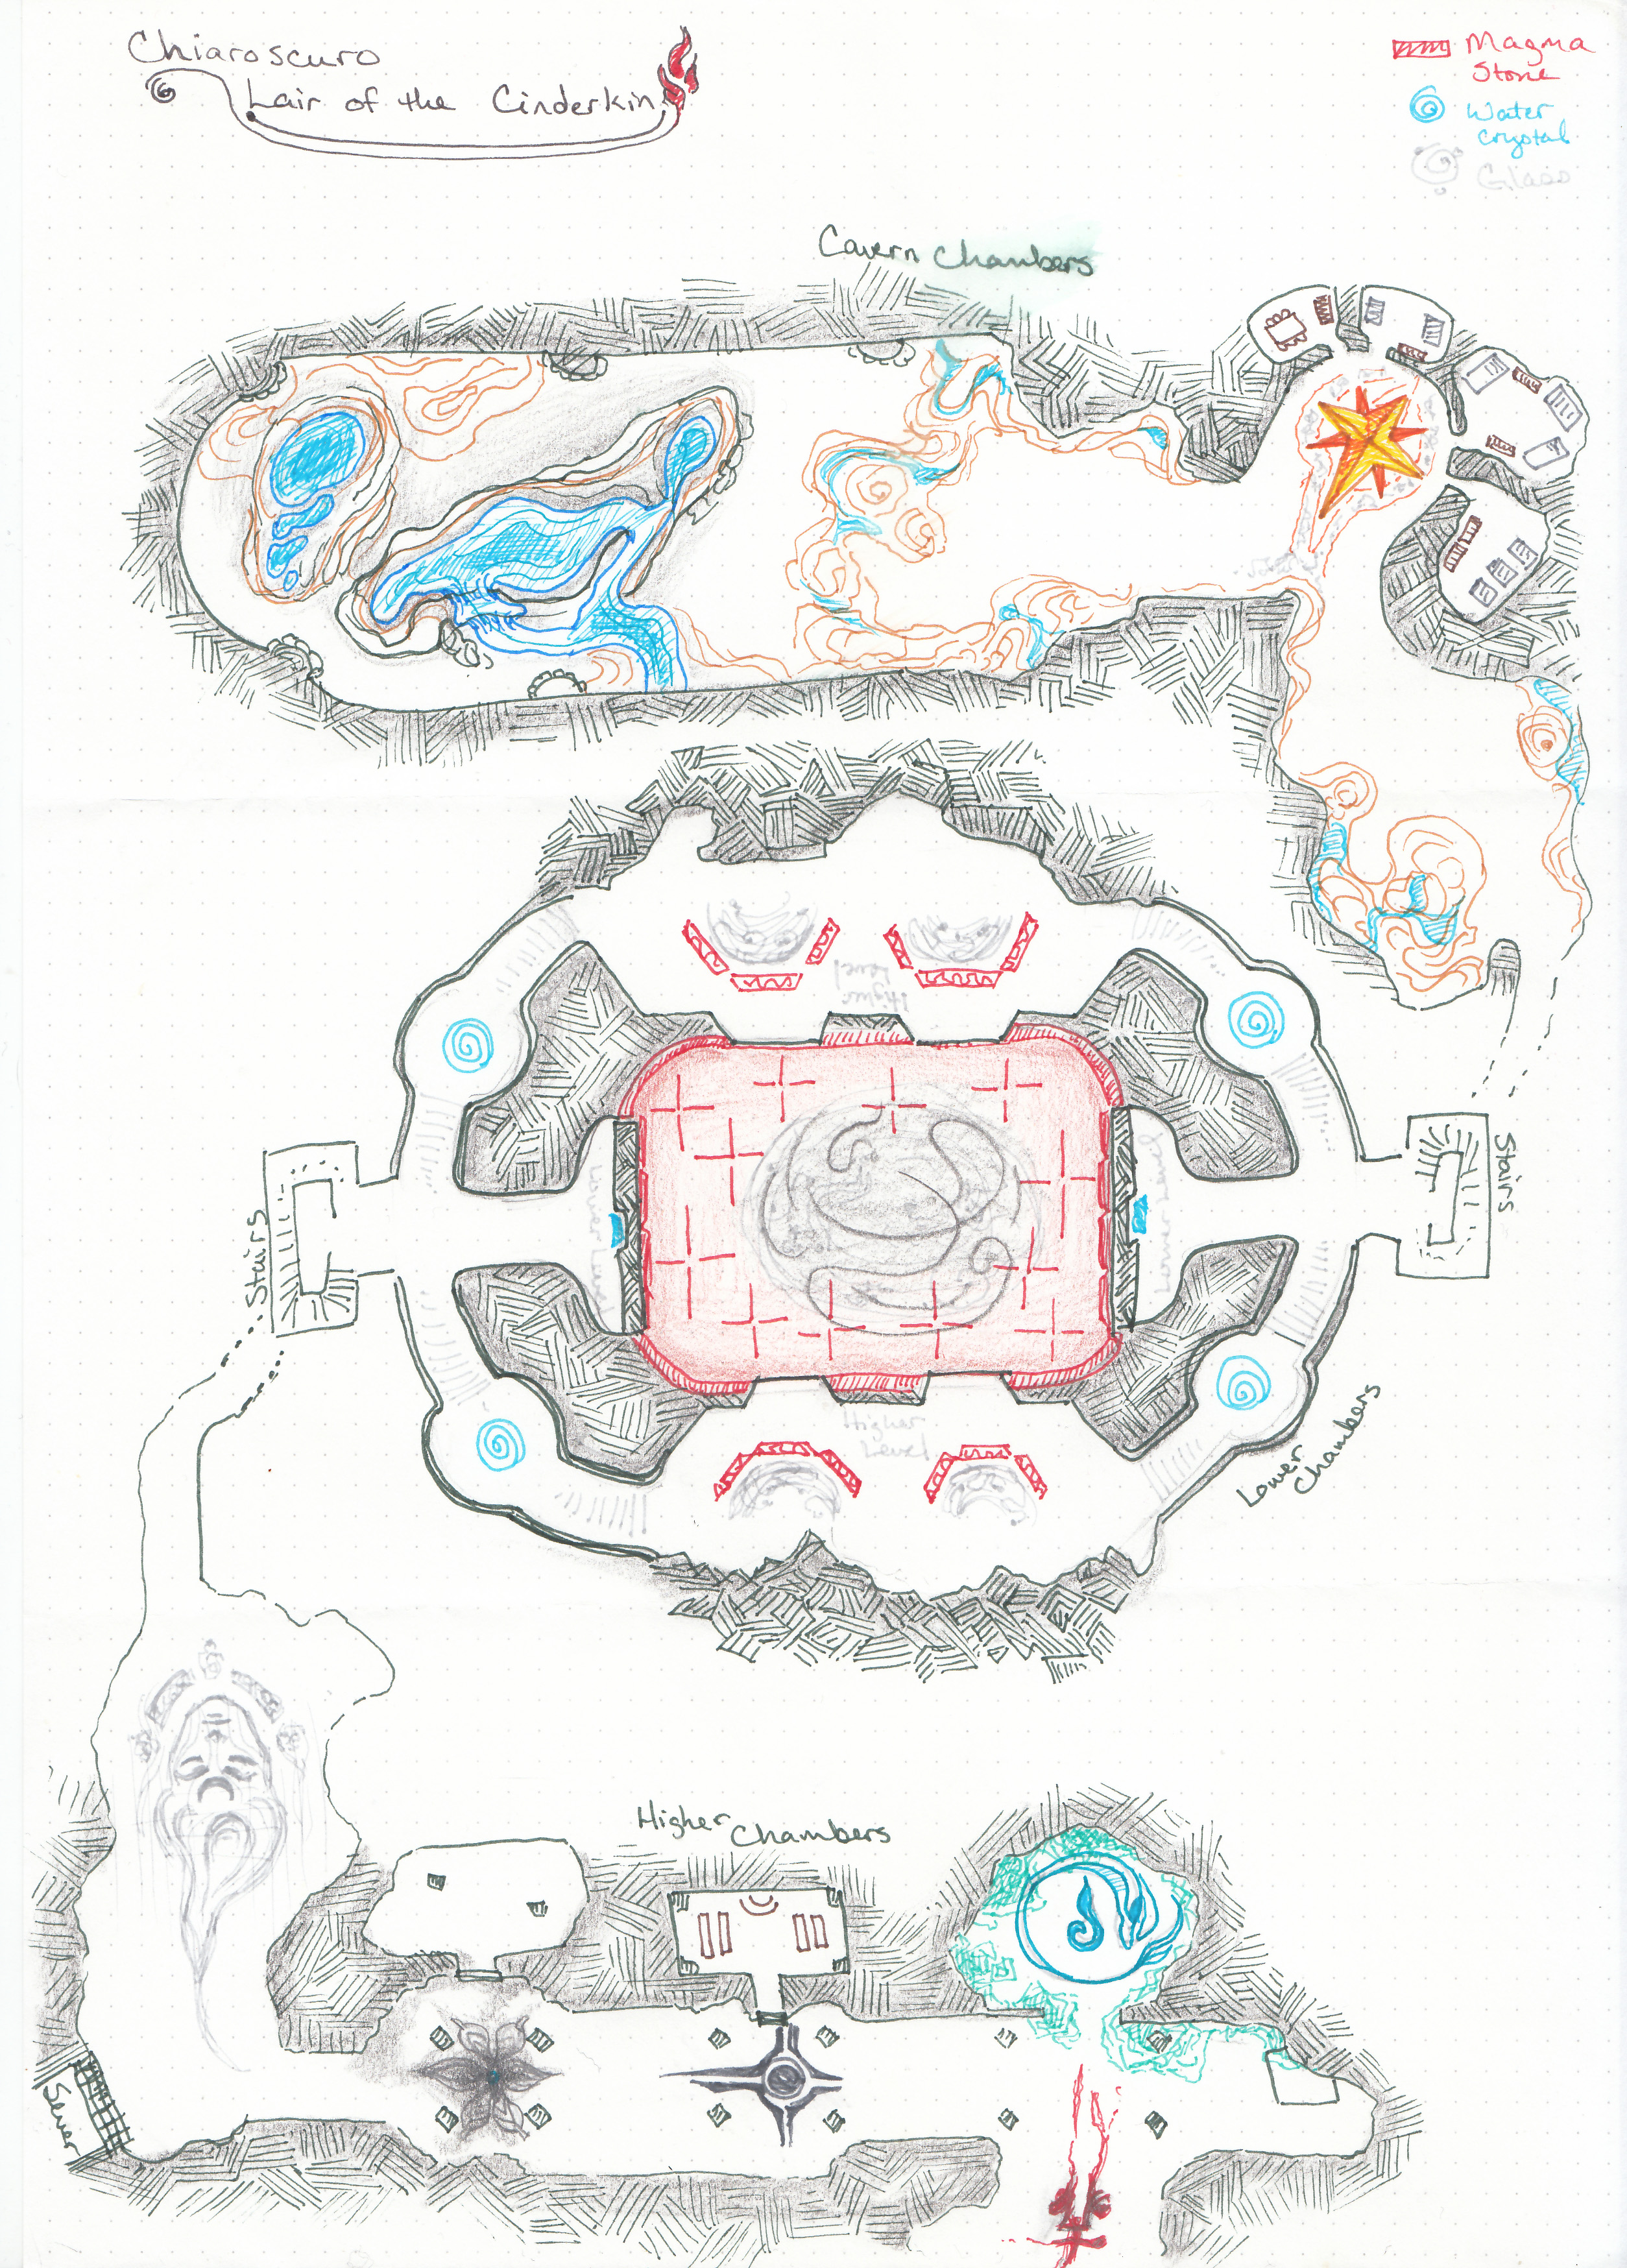 Chiaroscuro
Lair of the Cinderkin
Magma
Stone
Water
crystal
Glass
Cavern Chambers
Higher
Level
Stairs
Stairs
Lower Level
Lower Level
Higher
Level
Lower
Chambers
Higher Chambers
Sewer